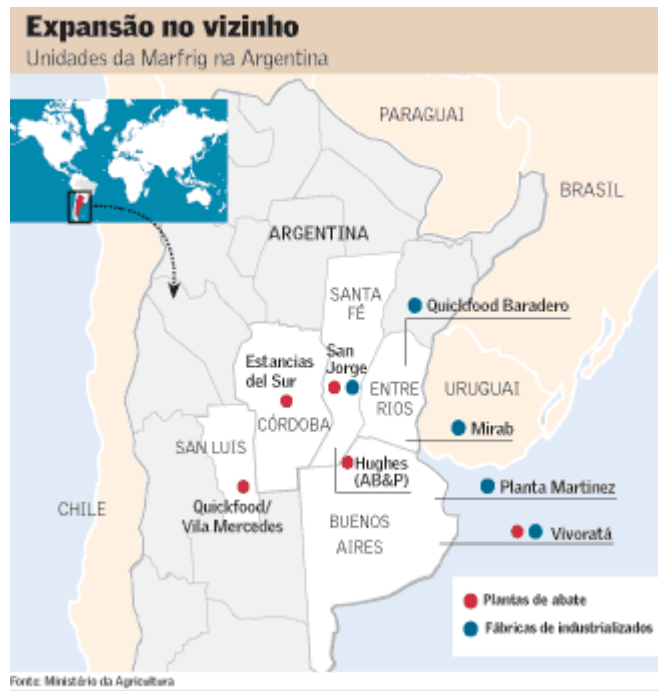 Expansão no vizinho
Unidades da Marfrig na Argentina
PARAGUAI
BRASIL
ARGENTINA
SANTA
FÉ
Quickfood Baradero
San
Jorge
Estancias
del Sur
ENTRE
RIOS
URUGUAI
CÓRDOBA
Mirab
SAN LUIS
Hughes
(AB&P)
Planta Martinez
CHILE
Quickfood/
Vila Mercedes
BUENOS
AIRES
Vivoratá
Plantas de abate
Fábricas de industrializados
Fonte: Ministério da Agricultura